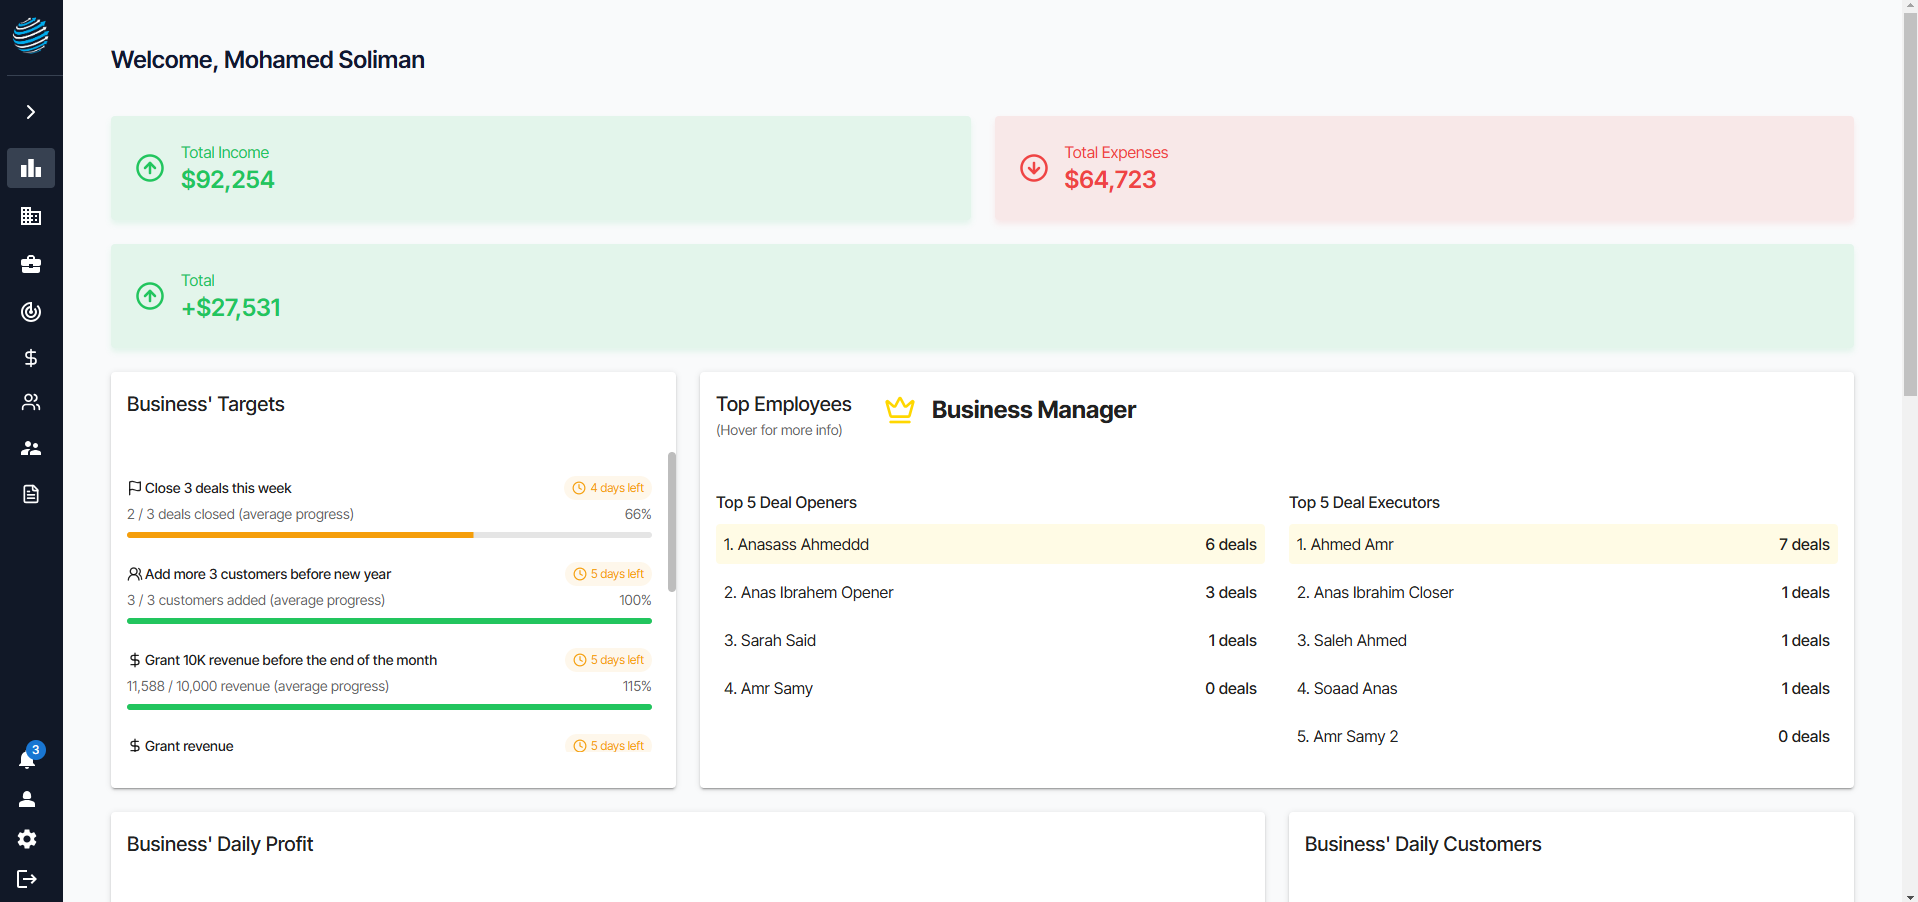 Welcome, Mohamed Soliman
Total Income
$92,254
Total Expenses
$64,723
Total
+$27,531
Business' Targets
Close 3 deals this week
4 days left
2 / 3 deals closed (average progress)
66%
Add more 3 customers before new year
5 days left
3 / 3 customers added (average progress)
100%
Grant 10K revenue before the end of the month
5 days left
11,588 / 10,000 revenue (average progress)
115%
Grant revenue
5 days left
Top Employees
(Hover for more info)
Business Manager
Top 5 Deal Openers
1. Anasass Ahmeddd
6 deals
2. Anas Ibrahem Opener
3 deals
3. Sarah Said
1 deals
4. Amr Samy
0 deals
Top 5 Deal Executors
1. Ahmed Amr
7 deals
2. Anas Ibrahim Closer
1 deals
3. Saleh Ahmed
1 deals
4. Soaad Anas
1 deals
5. Amr Samy 2
0 deals
3
Business' Daily Profit
Business' Daily Customers